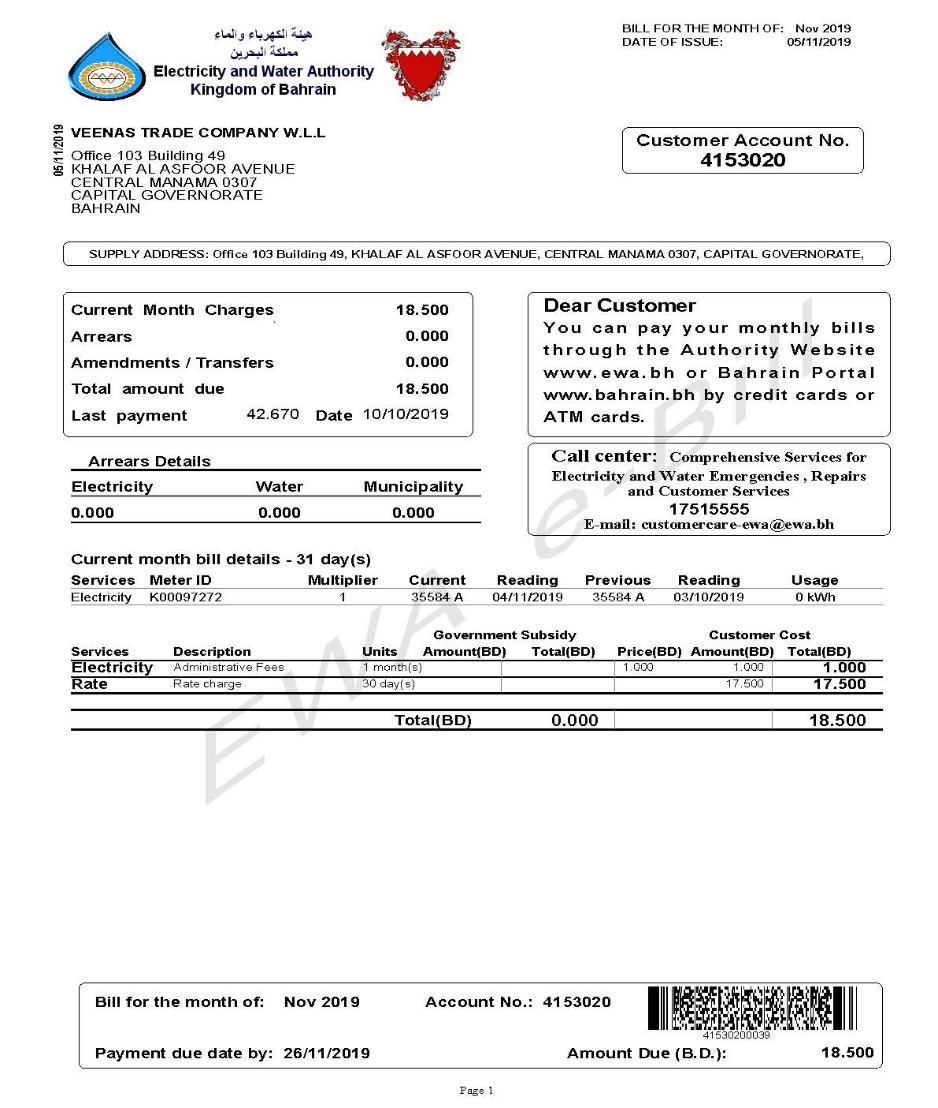 هيئة الكهرباء والماء
مملكة البحرين
Electricity and Water Authority
Kingdom of Bahrain
BILL FOR THE MONTH OF: Nov 2019
DATE OF ISSUE: 05/11/2019
05/11/2019
VEENAS TRADE COMPANY W.L.L
Office 103 Building 49
KHALAF AL ASFOOR AVENUE
CENTRAL MANAMA 0307
CAPITAL GOVERNORATE
BAHRAIN
Customer Account No.
4153020
SUPPLY ADDRESS: Office 103 Building 49, KHALAF AL ASFOOR AVENUE, CENTRAL MANAMA 0307, CAPITAL GOVERNORATE,
Current Month Charges 18.500
Arrears 0.000
Amendments / Transfers 0.000
Total amount due 18.500
Last payment 42.670 Date 10/10/2019
Dear Customer
You can pay your monthly bills
through the Authority Website
www.ewa.bh or Bahrain Portal
www.bahrain.bh by credit cards or
ATM cards.
Arrears Details
Electricity Water Municipality
0.000 0.000 0.000
Call center: Comprehensive Services for
Electricity and Water Emergencies , Repairs
and Customer Services
17515555
E-mail: customercare-ewa@ewa.bh
Current month bill details - 31 day(s)
Services Meter ID Multiplier Current Reading Previous Reading Usage
Electricity K00097272 1 35584 A 04/11/2019 35584 A 03/10/2019 0 kWh
Government Subsidy Customer Cost
Services Description Units Amount(BD) Total(BD) Price(BD) Amount(BD) Total(BD)
Electricity Administrative Fees 1 month(s) 1.000 1.000 1.000
Rate Rate charge 30 day(s) 17.500 17.500
Total(BD) 0.000 18.500
EWA e-Bill
Bill for the month of: Nov 2019 Account No.: 4153020
41530200039
Payment due date by: 26/11/2019 Amount Due (B.D.): 18.500
Page 1